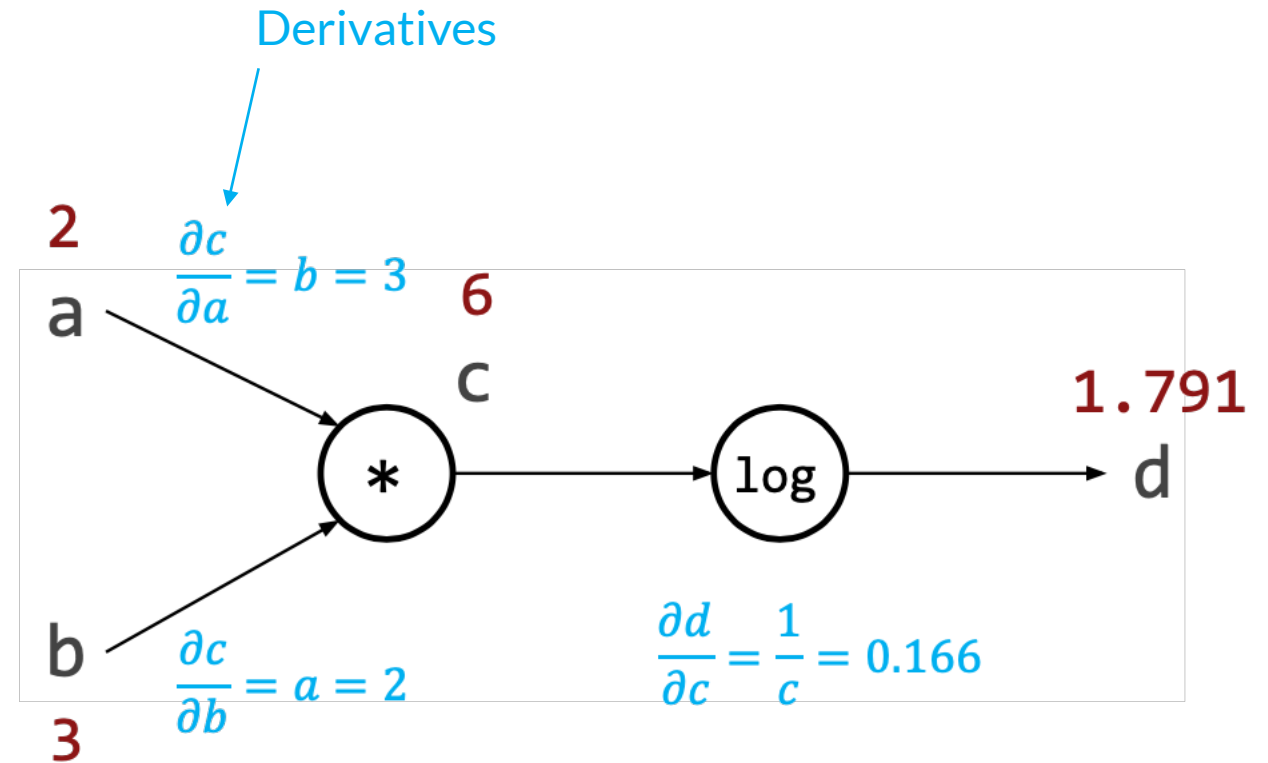 Derivatives
2
∂c/∂a = b = 3
6
a
c
1.791
*
log
d
b
∂c/∂b = a = 2
∂d/∂c = 1/c = 0.166
3